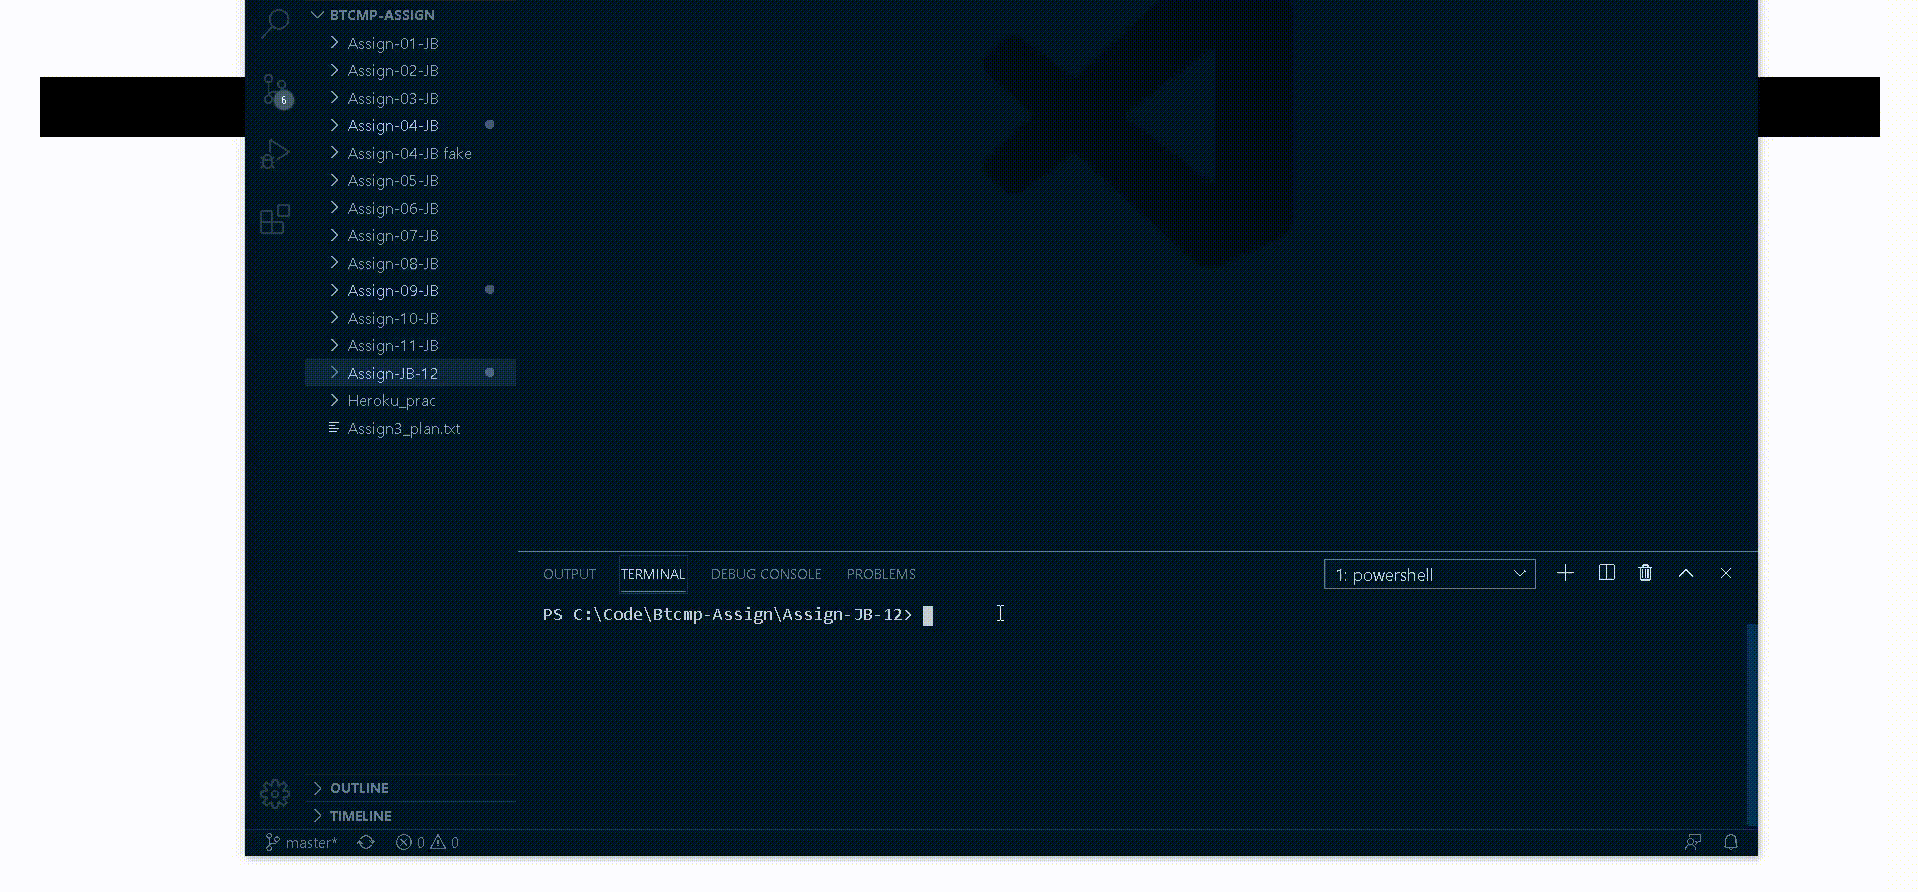 BTCMP-ASSIGN
Assign-01-JB
Assign-02-JB
Assign-03-JB
6
Assign-04-JB
Assign-04-JB fake
Assign-05-JB
Assign-06-JB
Assign-07-JB
Assign-08-JB
Assign-09-JB
Assign-10-JB
Assign-11-JB
Assign-JB-12
Heroku_prac
Assign3_plan.txt
OUTPUT TERMINAL DEBUG CONSOLE PROBLEMS 1: powershell
PS C:\Code\Btcmp-Assign\Assign-JB-12>
OUTLINE
TIMELINE
master* 0 0